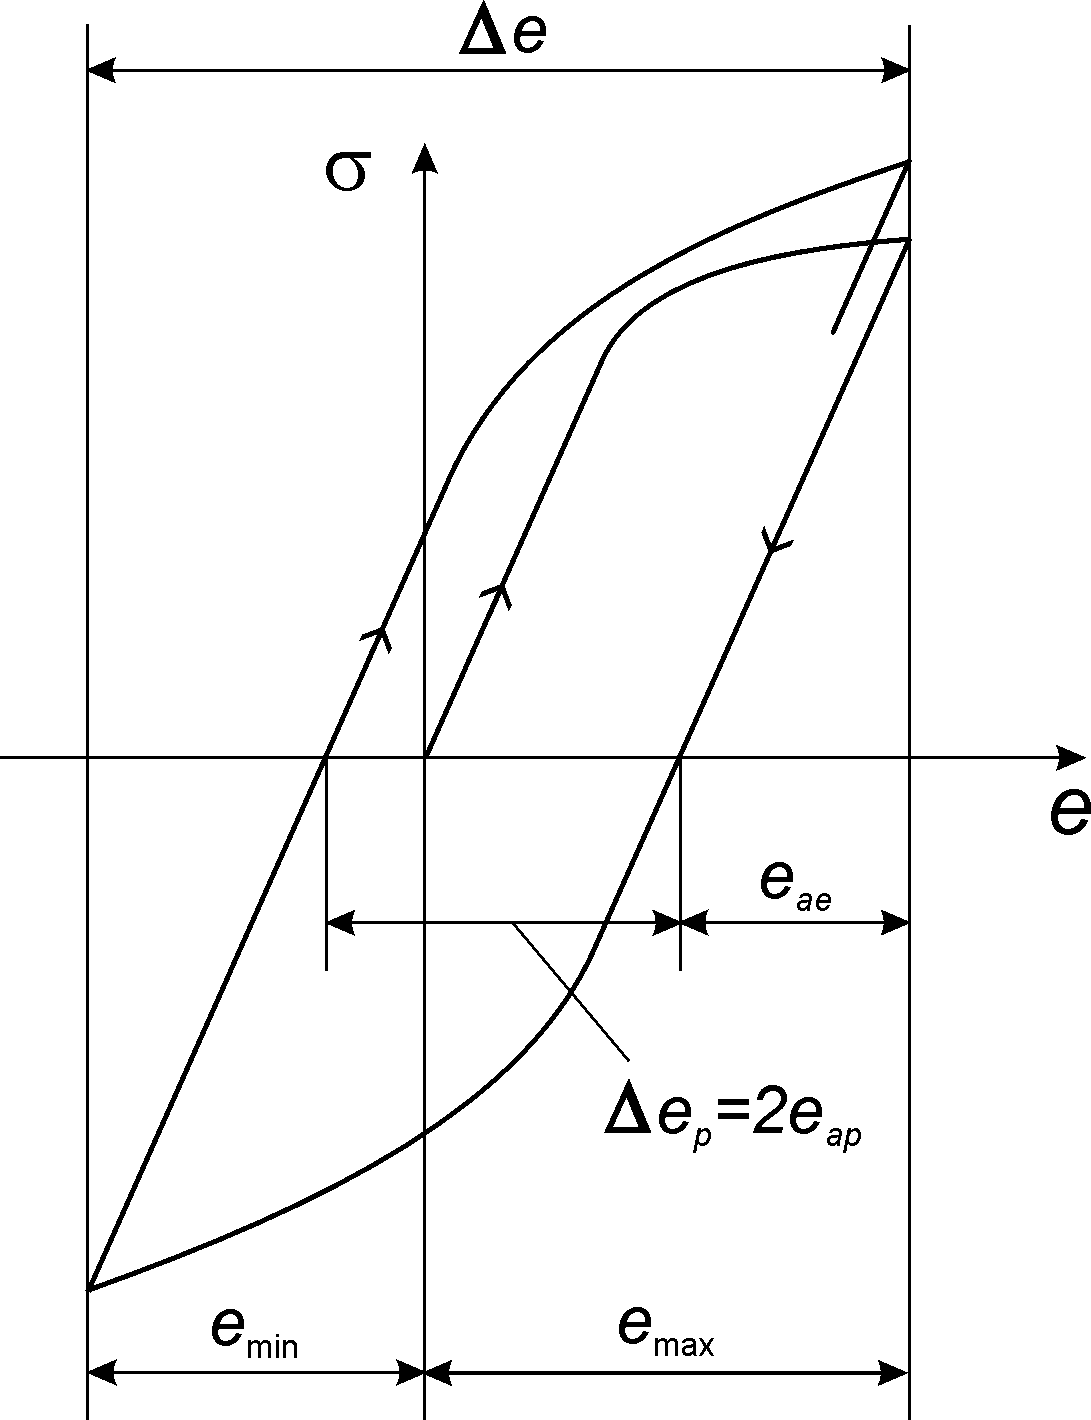 Δe
σ
e
e_ae
Δe_p=2e_ap
e_min
e_max